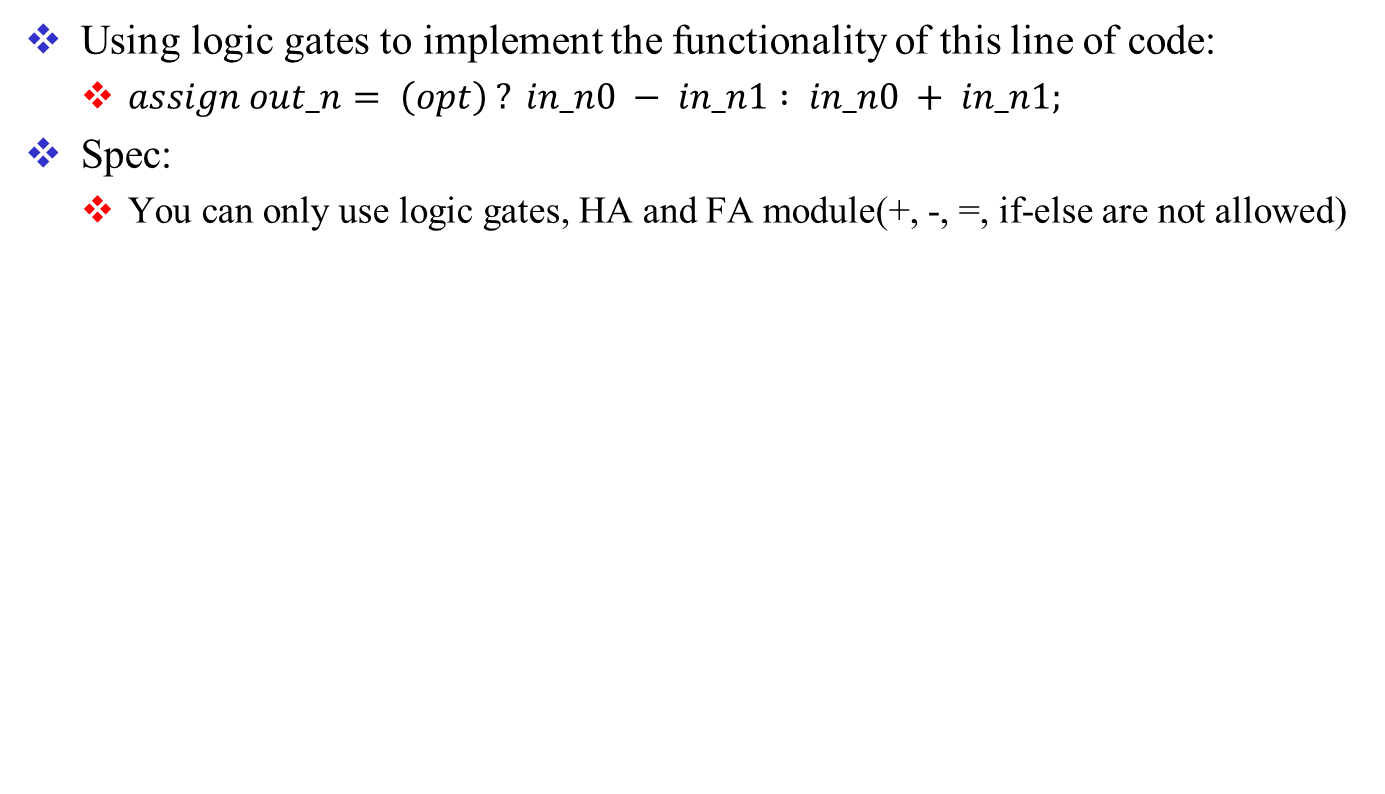 Using logic gates to implement the functionality of this line of code:
assign out_n = (opt) ? in_n0 − in_n1 : in_n0 + in_n1;
Spec:
You can only use logic gates, HA and FA module(+, -, =, if-else are not allowed)